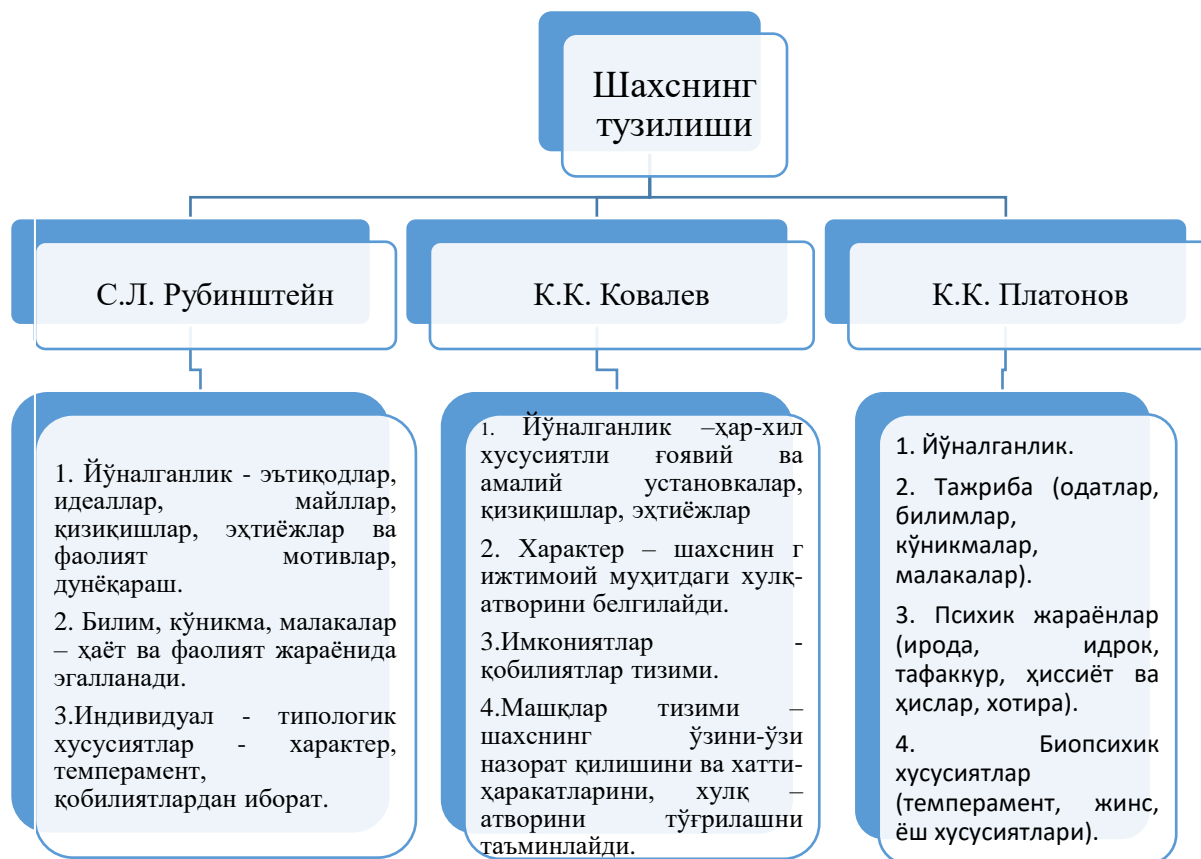 Шахснинг
тузилиши
С.Л. Рубинштейн
К.К. Ковалев
К.К. Платонов
1. Йўналганлик - эътиқодлар,
идеаллар, майллар,
қизиқишлар, эҳтиёжлар ва
фаолият мотивлар,
дунёқараш.
2. Билим, кўникма, малакалар
– ҳаёт ва фаолият жараёнида
эгалланади.
3.Индивидуал - типологик
хусусиятлар - характер,
темперамент,
қобилиятлардан иборат.
1. Йўналганлик –ҳар-хил
хусусиятли ғоявий ва
амалий установкалар,
қизиқишлар, эҳтиёжлар
2. Характер – шахснин г
ижтимоий муҳитдаги хулқ-
атворини белгилайди.
3.Имкониятлар -
қобилиятлар тизими.
4.Машқлар тизими –
шахснинг ўзини-ўзи
назорат қилишини ва хатти-
ҳаракатларини, хулқ –
атворини тўғрилашни
таъминлайди.
1. Йўналганлик.
2. Тажриба (одатлар,
билимлар,
кўникмалар,
малакалар).
3. Психик жараёнлар
(ирода, идрок,
тафаккур, ҳиссиёт ва
ҳислар, хотира).
4. Биопсихик
хусусиятлар
(темперамент, жинс,
ёш хусусиятлари).